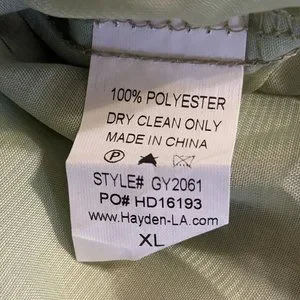 100% POLYESTER
DRY CLEAN ONLY
MADE IN CHINA
P
STYLE# GY2061
PO# HD16193
www.Hayden-LA.com
XL